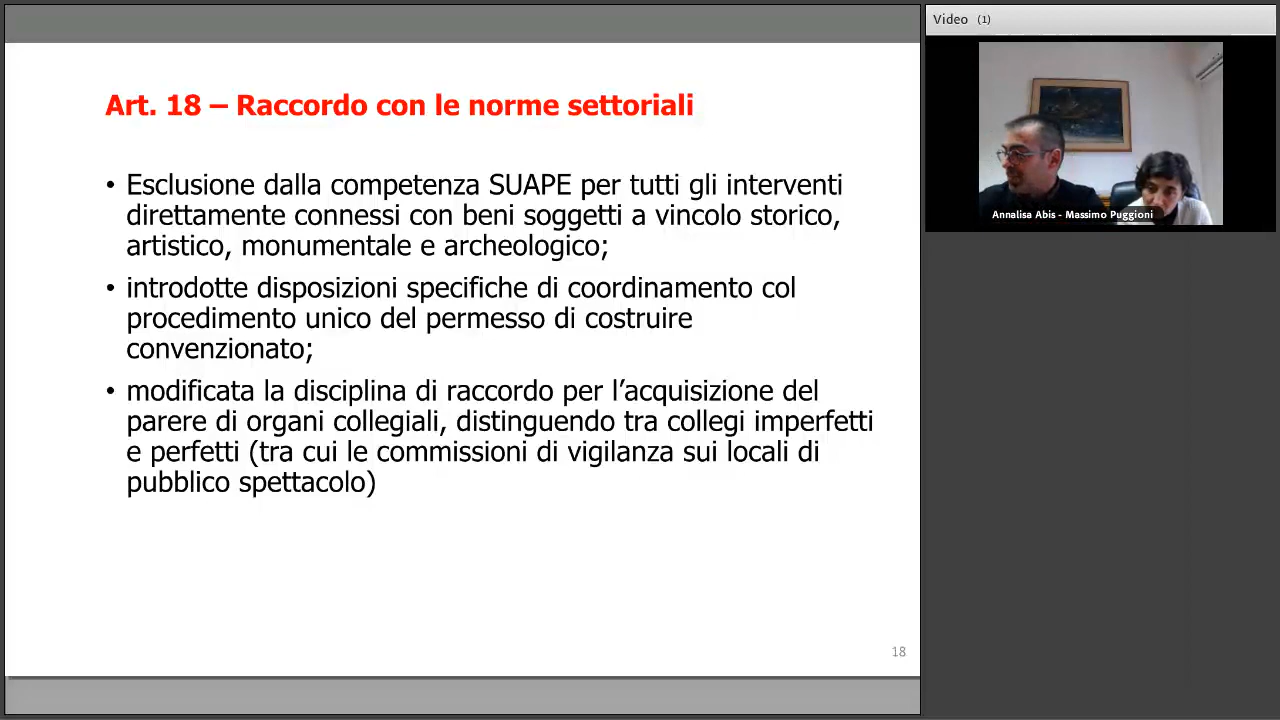 Art. 18 – Raccordo con le norme settoriali
• Esclusione dalla competenza SUAPE per tutti gli interventi
direttamente connessi con beni soggetti a vincolo storico,
artistico, monumentale e archeologico;
• introdotte disposizioni specifiche di coordinamento col
procedimento unico del permesso di costruire
convenzionato;
• modificata la disciplina di raccordo per l’acquisizione del
parere di organi collegiali, distinguendo tra collegi imperfetti
e perfetti (tra cui le commissioni di vigilanza sui locali di
pubblico spettacolo)
18
Video (1)
Annalisa Abis - Massimo Puggioni